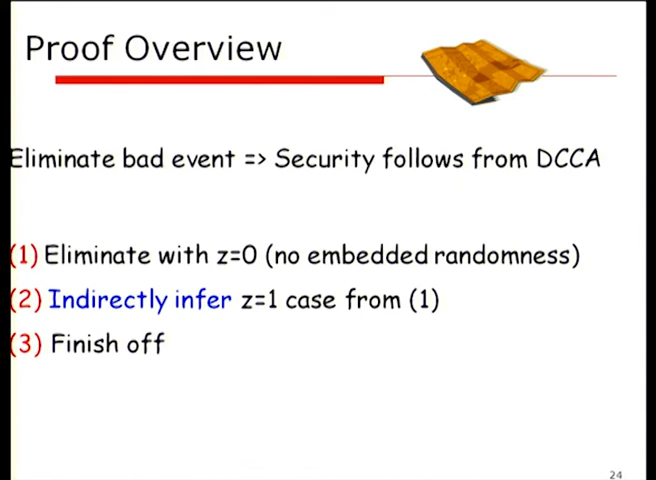 Proof Overview
Eliminate bad event => Security follows from DCCA
(1) Eliminate with z=0 (no embedded randomness)
(2) Indirectly infer z=1 case from (1)
(3) Finish off
24